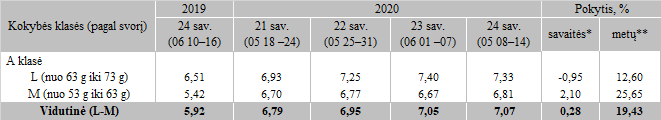 Kokybės klasės (pagal svorį) 2019 2020 Pokytis, %
24 sav. (06 10–16) 21 sav. (05 18 –24) 22 sav. (05 25–31) 23 sav. (06 01 –07) 24 sav. (05 08–14) savaitės* metų**
A klasė
L (nuo 63 g iki 73 g) 6,51 6,93 7,25 7,40 7,33 -0,95 12,60
M (nuo 53 g iki 63 g) 5,42 6,70 6,77 6,67 6,81 2,10 25,65
Vidutinė (L-M) 5,92 6,79 6,95 7,05 7,07 0,28 19,43